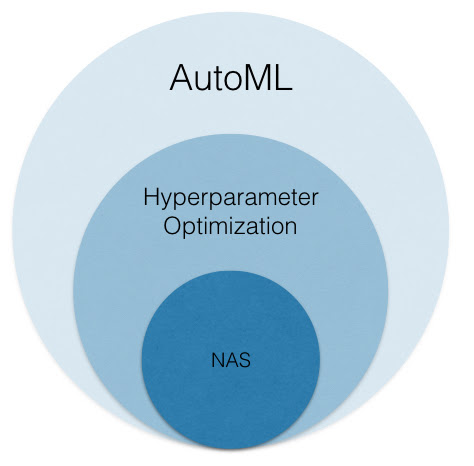 AutoML
Hyperparameter
Optimization
NAS